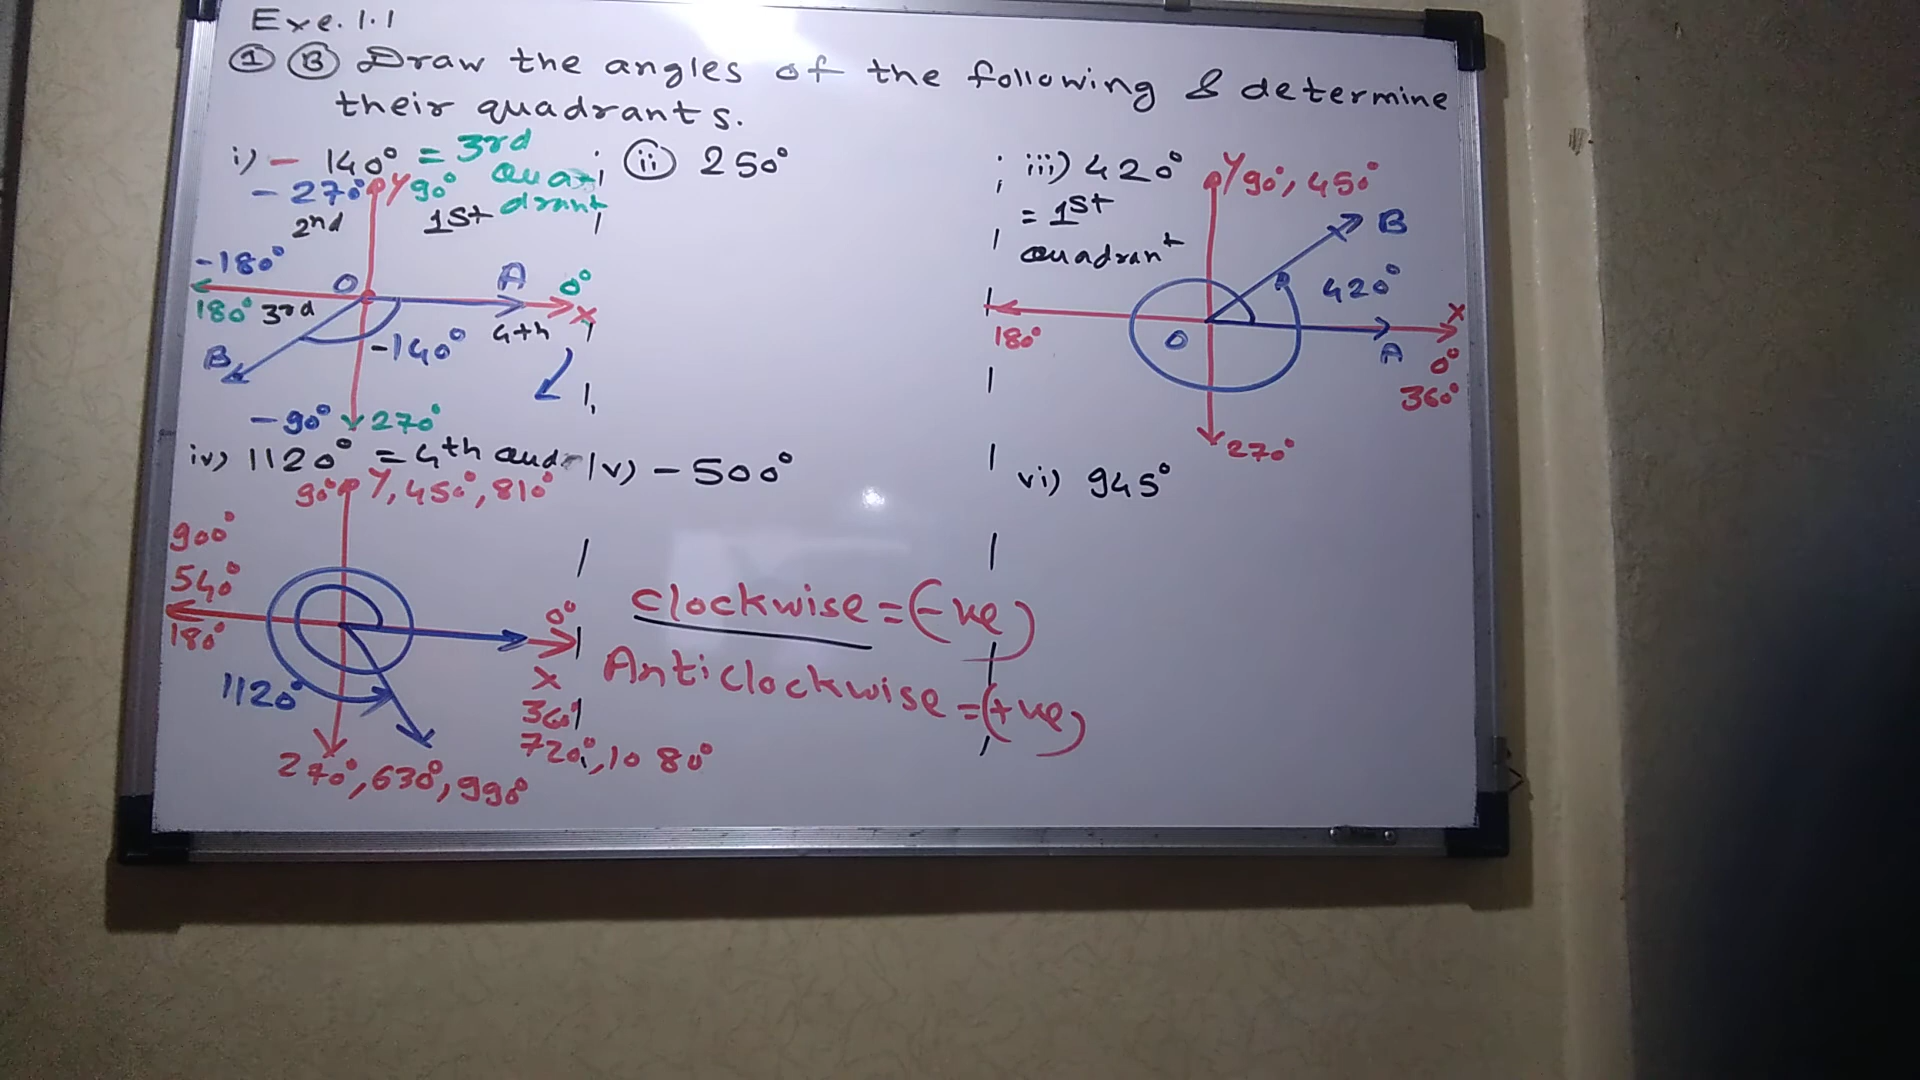 Exe. 1.1
① Ⓑ Draw the angles of the following & determine
their quadrants.
i) - 140° = 3rd
Quadrant
-270° Y 90°
2nd 1st
-180° O A 0°
180° 3rd 4th X
B -140°
-90° 270°
ii) 250°
iii) 420° Y 90°, 450°
= 1st
Quadrant
B
420°
180° O A X
0°
360°
270°
iv) 1120° = 4th Quad
90° Y, 450°, 810°
900°
540°
180° 0°
X
1120°
360
720°, 1080°
270°, 630°, 990°
v) - 500°
vi) 945°
Clockwise = (-ve)
Anticlockwise = (+ve)